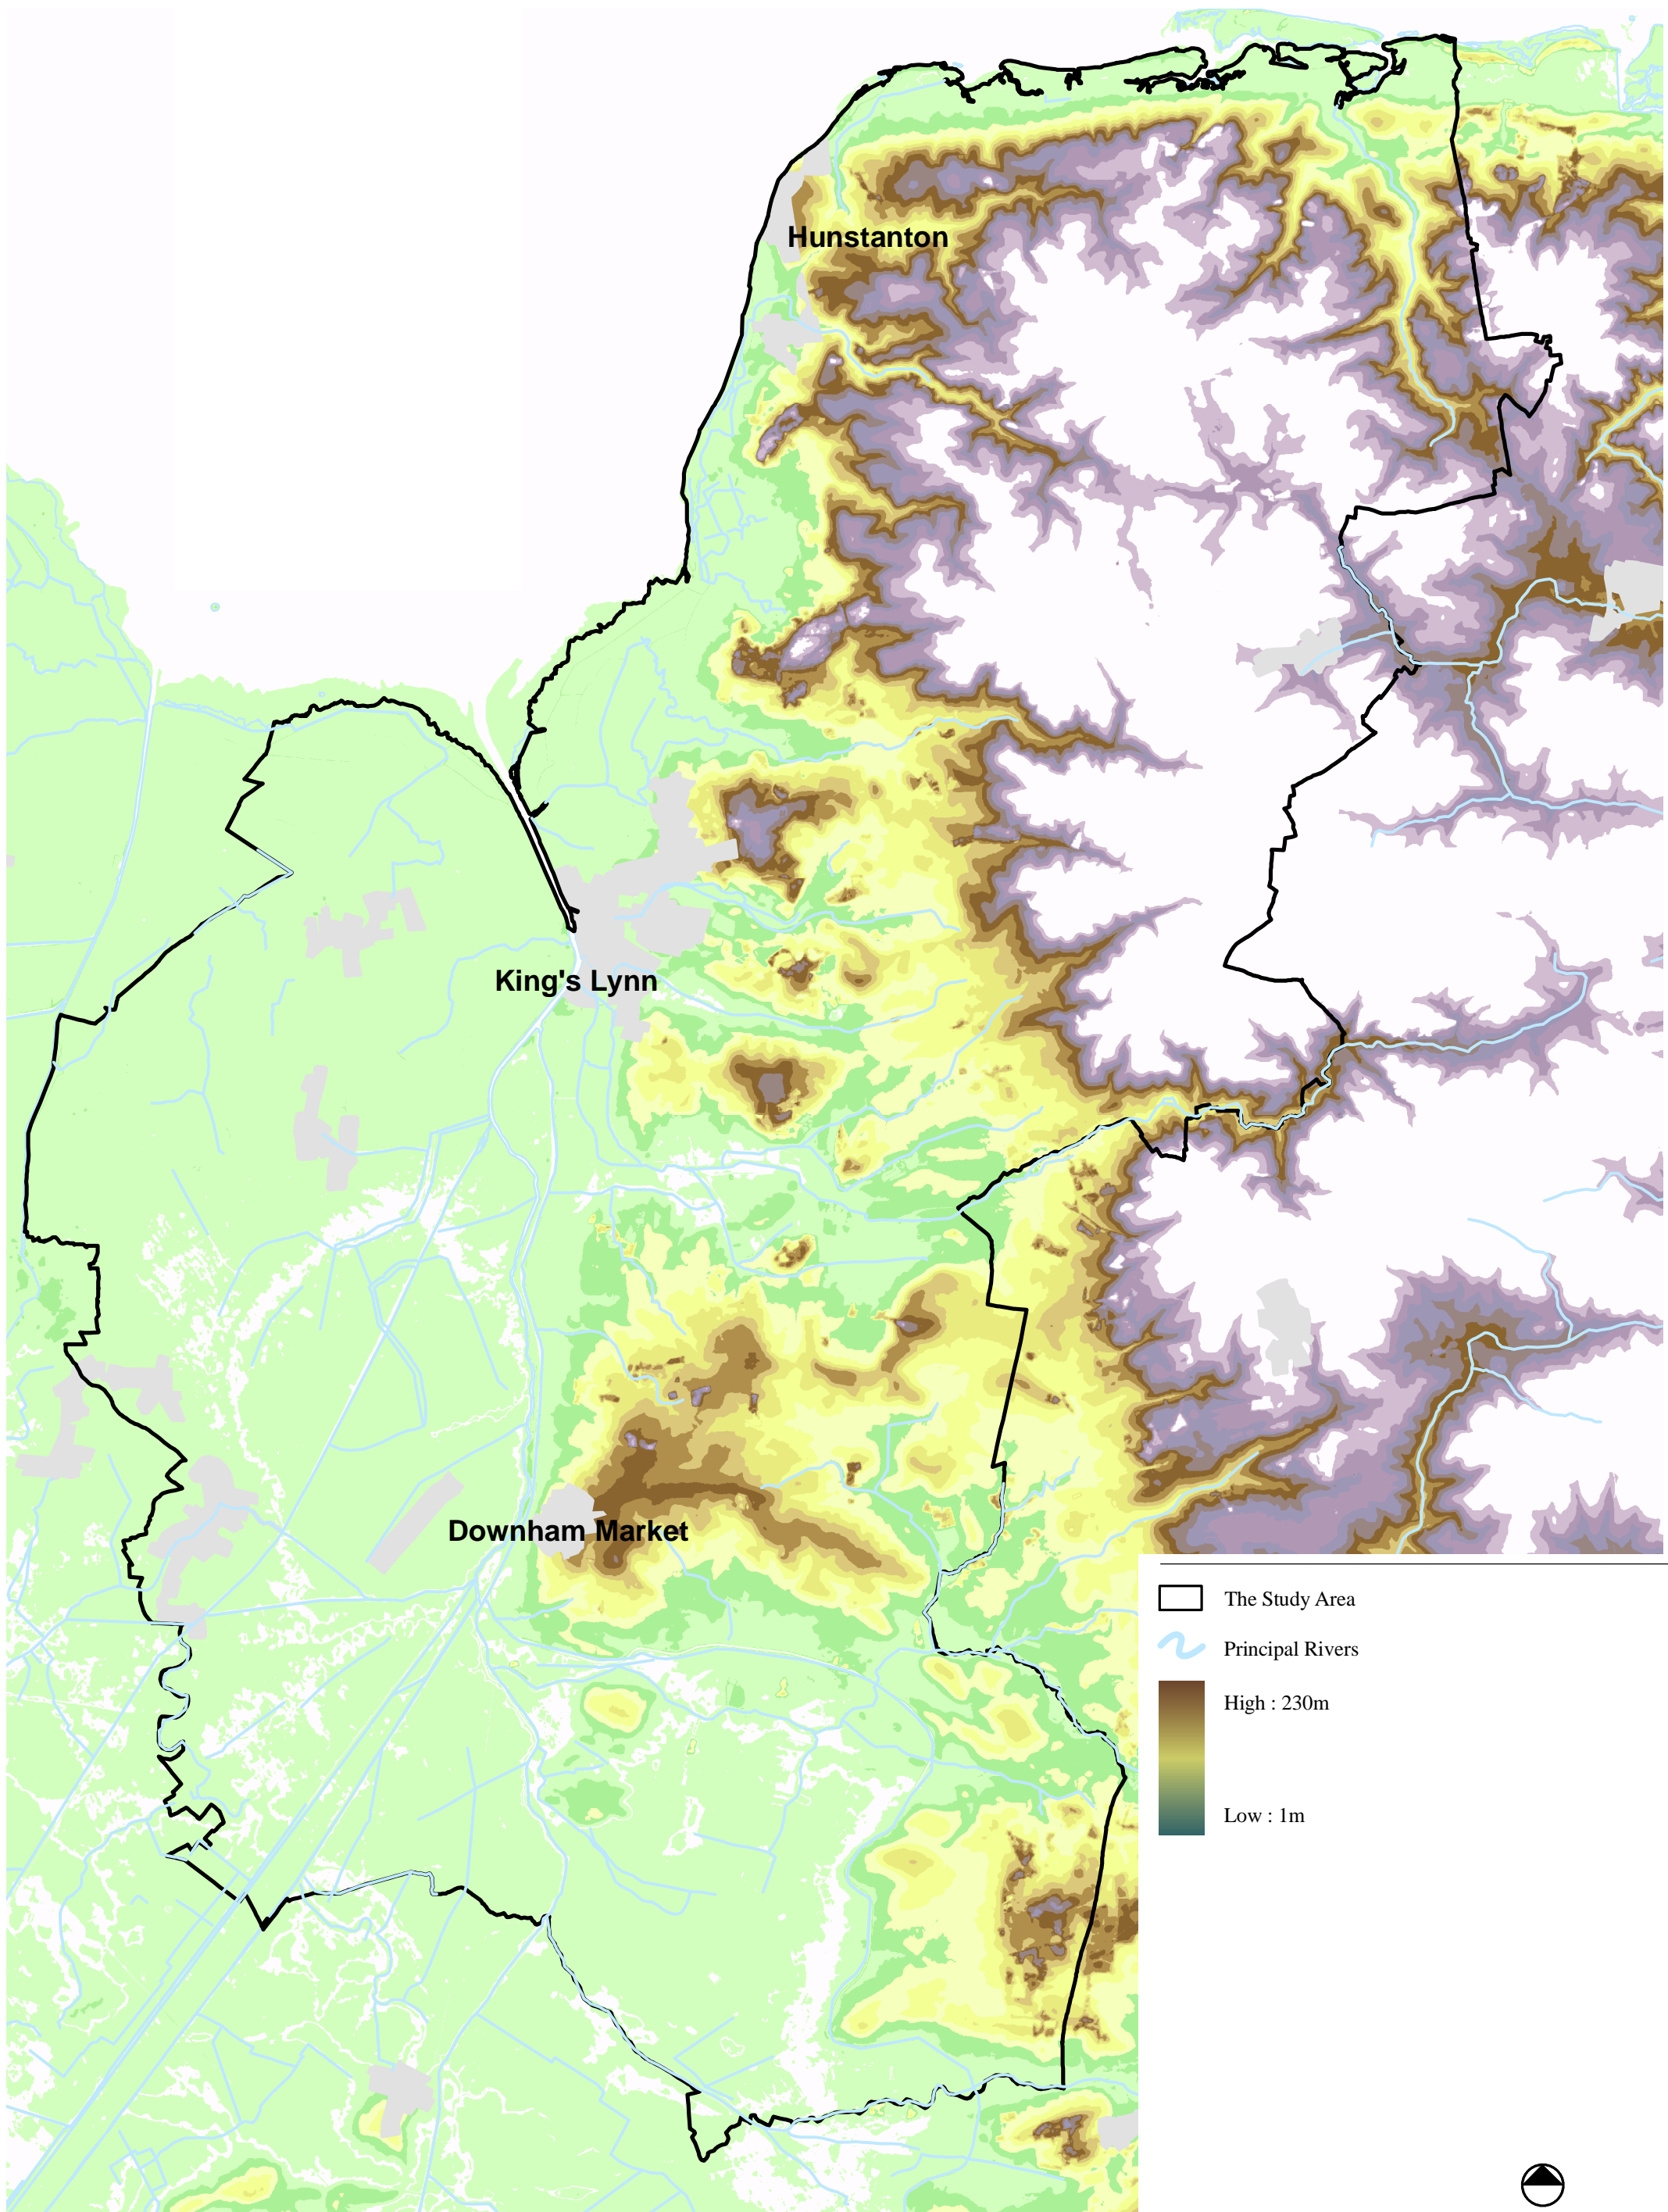 Hunstanton
King's Lynn
Downham Market
The Study Area
Principal Rivers
High : 230m
Low : 1m